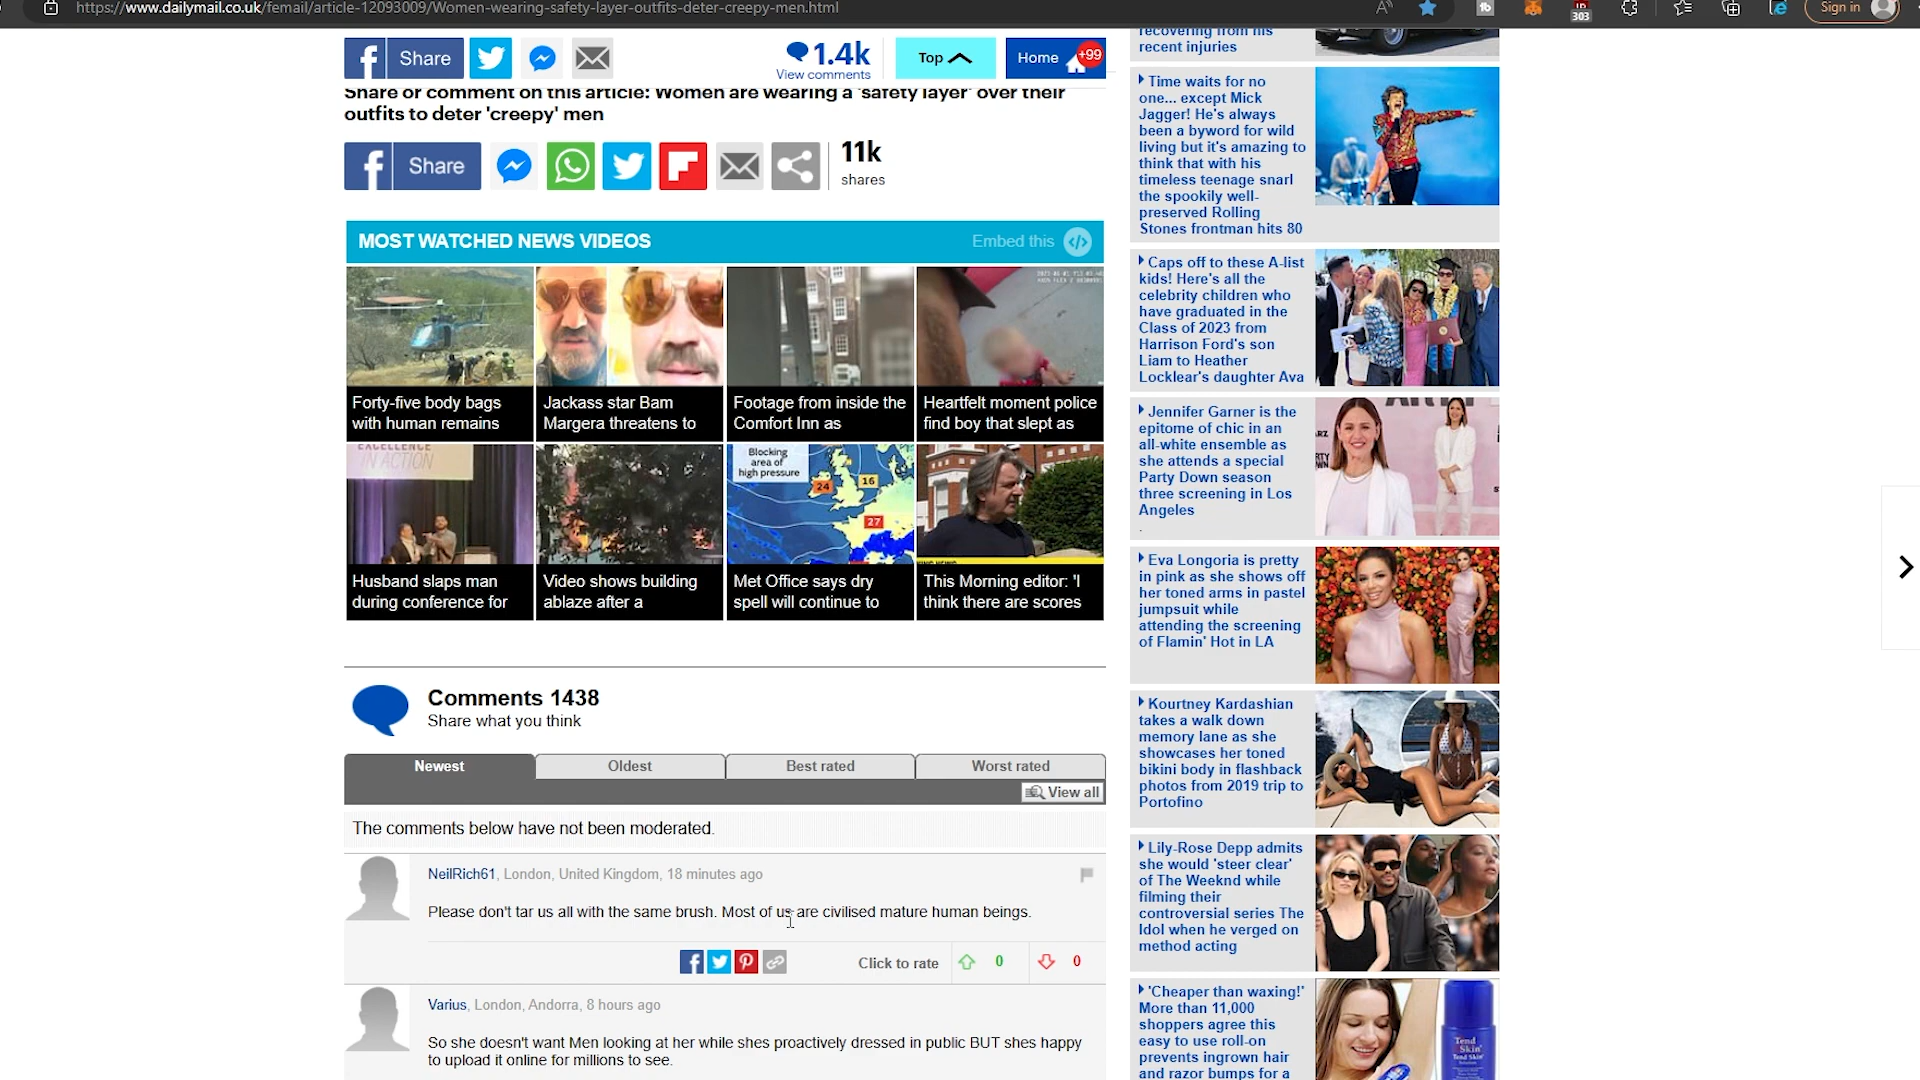 https://www.dailymail.co.uk/femail/article-12093009/Women-wearing-safety-layer-outfits-deter-creepy-men.html
303
Sign in
Share
1.4k
View comments
Top
Home
+99
Share or comment on this article: Women are wearing a 'safety layer' over their
outfits to deter 'creepy' men
Share
11k
shares
MOST WATCHED NEWS VIDEOS
Embed this
Forty-five body bags
with human remains
Jackass star Bam
Margera threatens to
Footage from inside the
Comfort Inn as
Heartfelt moment police
find boy that slept as
EXCELLENCE
IN ACTION
Husband slaps man
during conference for
Video shows building
ablaze after a
Blocking
area of
high pressure
24
16
27
Met Office says dry
spell will continue to
This Morning editor: 'I
think there are scores
Comments 1438
Share what you think
Newest
Oldest
Best rated
Worst rated
View all
The comments below have not been moderated.
NeilRich61, London, United Kingdom, 18 minutes ago
Please don't tar us all with the same brush. Most of us are civilised mature human beings.
Click to rate
0
0
Varius, London, Andorra, 8 hours ago
So she doesn't want Men looking at her while shes proactively dressed in public BUT shes happy
to upload it online for millions to see.
recovering from his
recent injuries
Time waits for no
one... except Mick
Jagger! He's always
been a byword for wild
living but it's amazing to
think that with his
timeless teenage snarl
the spookily well-
preserved Rolling
Stones frontman hits 80
Caps off to these A-list
kids! Here's all the
celebrity children who
have graduated in the
Class of 2023 from
Harrison Ford's son
Liam to Heather
Locklear's daughter Ava
Jennifer Garner is the
epitome of chic in an
all-white ensemble as
she attends a special
Party Down season
three screening in Los
Angeles
.
Eva Longoria is pretty
in pink as she shows off
her toned arms in pastel
jumpsuit while
attending the screening
of Flamin' Hot in LA
Kourtney Kardashian
takes a walk down
memory lane as she
showcases her toned
bikini body in flashback
photos from 2019 trip to
Portofino
Lily-Rose Depp admits
she would 'steer clear'
of The Weeknd while
filming their
controversial series The
Idol when he verged on
method acting
'Cheaper than waxing!'
More than 11,000
shoppers agree this
easy to use roll-on
prevents ingrown hair
and razor bumps for a
Tend
Skin